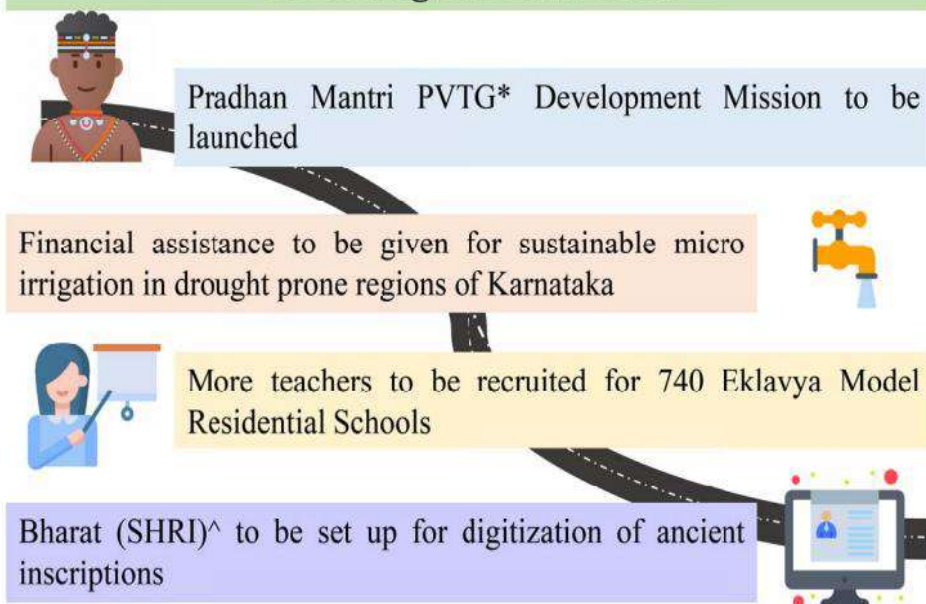 Pradhan Mantri PVTG* Development Mission to be
launched
Financial assistance to be given for sustainable micro
irrigation in drought prone regions of Karnataka
More teachers to be recruited for 740 Eklavya Model
Residential Schools
Bharat (SHRI)^ to be set up for digitization of ancient
inscriptions